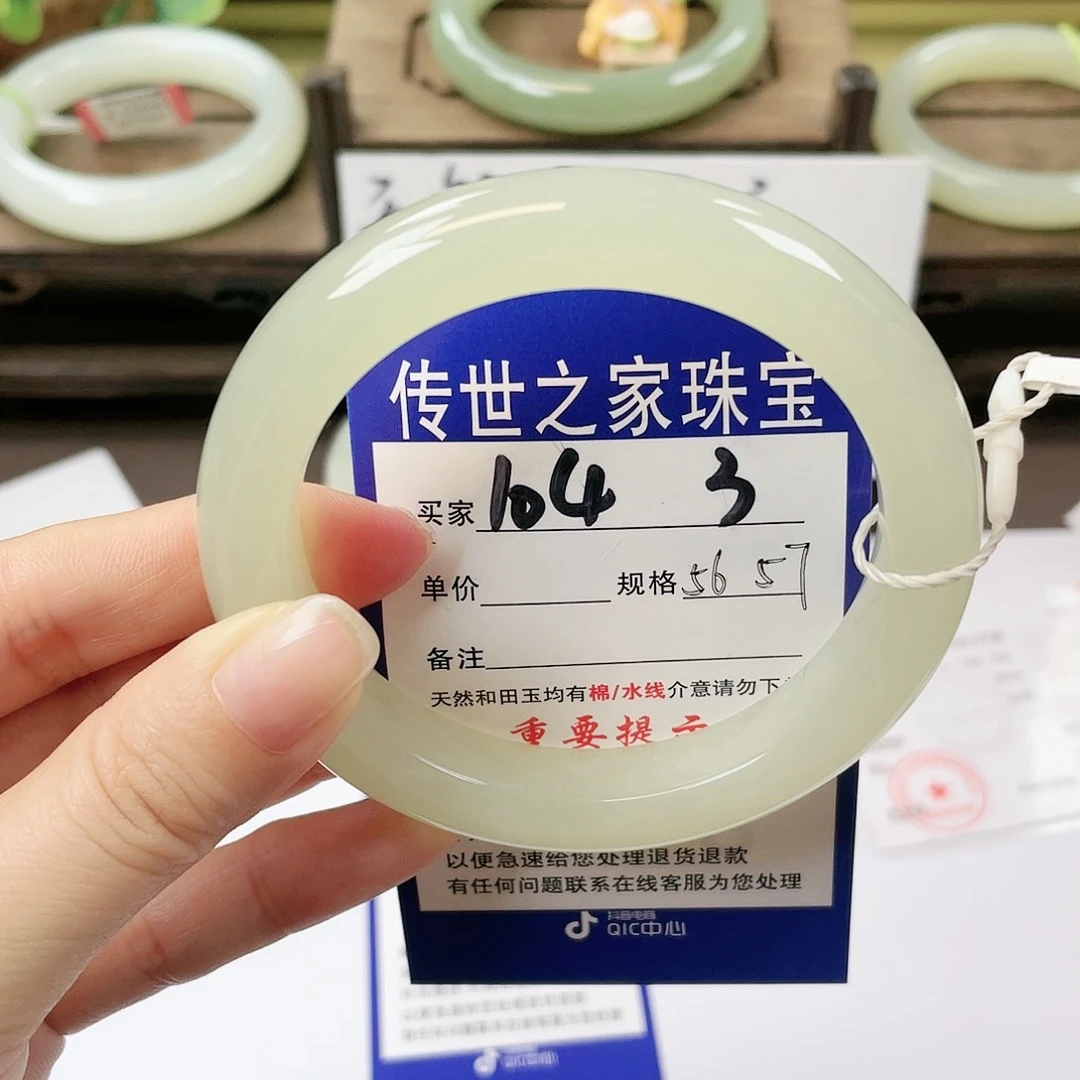 传世之家珠宝
买家 104 3
单价 规格 56 57
备注
天然和田玉均有棉/水线介意请勿下
重要提示
以便急速给您处理退货退款
有任何问题联系在线客服为您处理
抖音电商
QIC中心